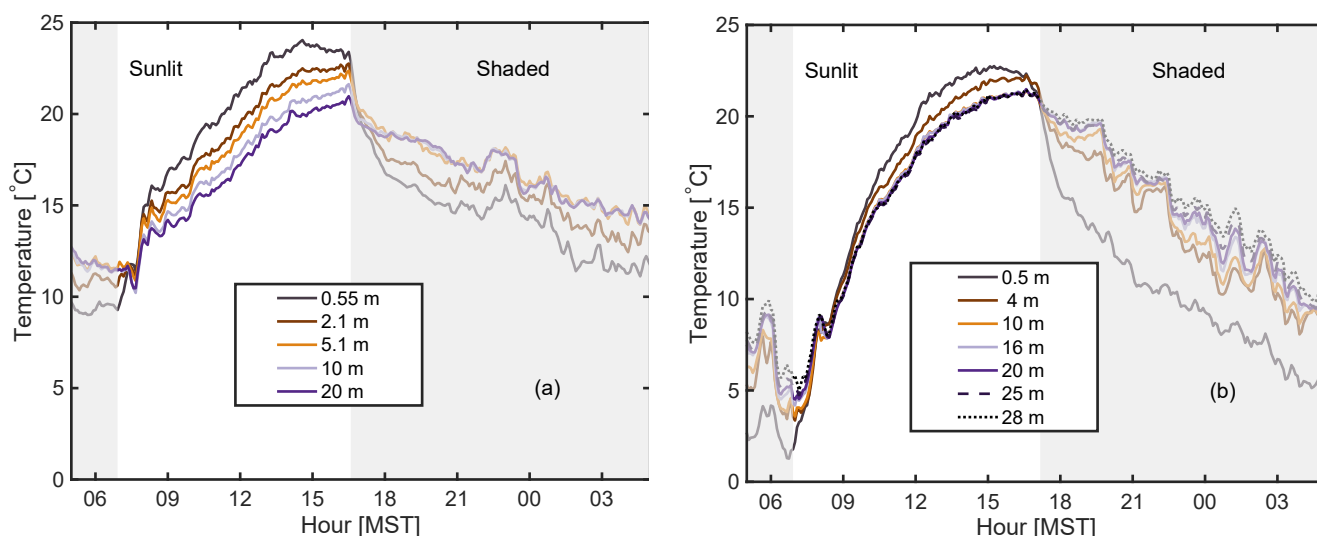 Temperature [°C]
25
20
15
10
5
0
Sunlit
Shaded
0.55 m
2.1 m
5.1 m
10 m
20 m
(a)
06 09 12 15 18 21 00 03
Hour [MST]
Temperature [°C]
25
20
15
10
5
0
Sunlit
Shaded
0.5 m
4 m
10 m
16 m
20 m
25 m
28 m
(b)
06 09 12 15 18 21 00 03
Hour [MST]